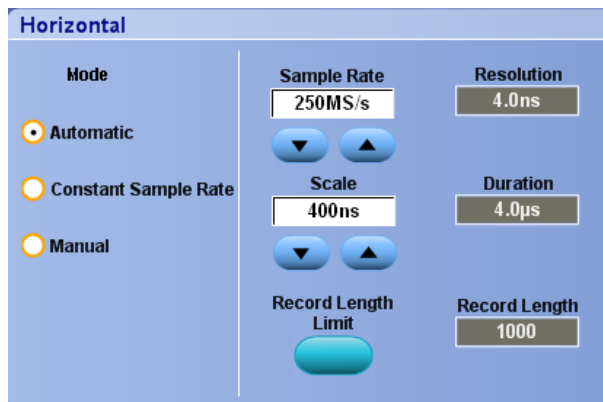 Horizontal
Mode
Automatic
Constant Sample Rate
Manual
Sample Rate
250MS/s
Scale
400ns
Record Length
Limit
Resolution
4.0ns
Duration
4.0µs
Record Length
1000